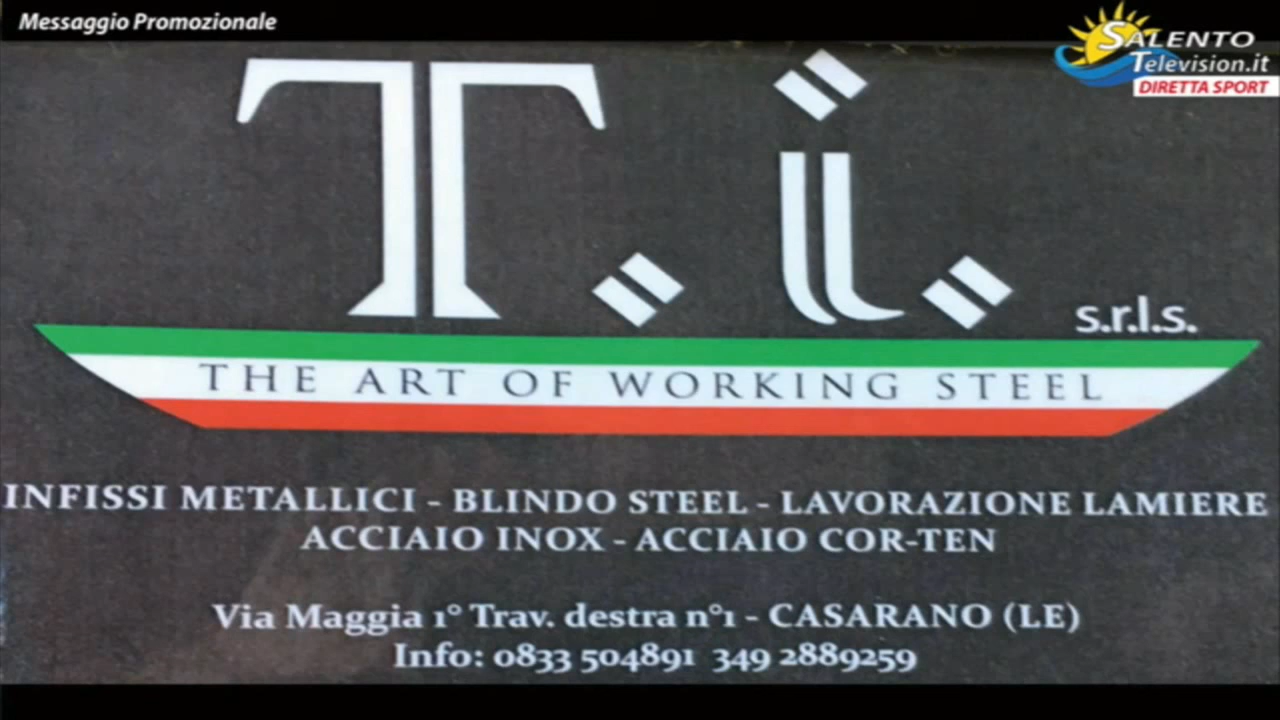 Messaggio Promozionale
SALENTO
Television.it
DIRETTA SPORT
T.i.
s.r.l.s.
THE ART OF WORKING STEEL
INFISSI METALLICI - BLINDO STEEL - LAVORAZIONE LAMIERE
ACCIAIO INOX - ACCIAIO COR-TEN
Via Maggia 1° Trav. destra n°1 - CASARANO (LE)
Info: 0833 504891 349 2889259